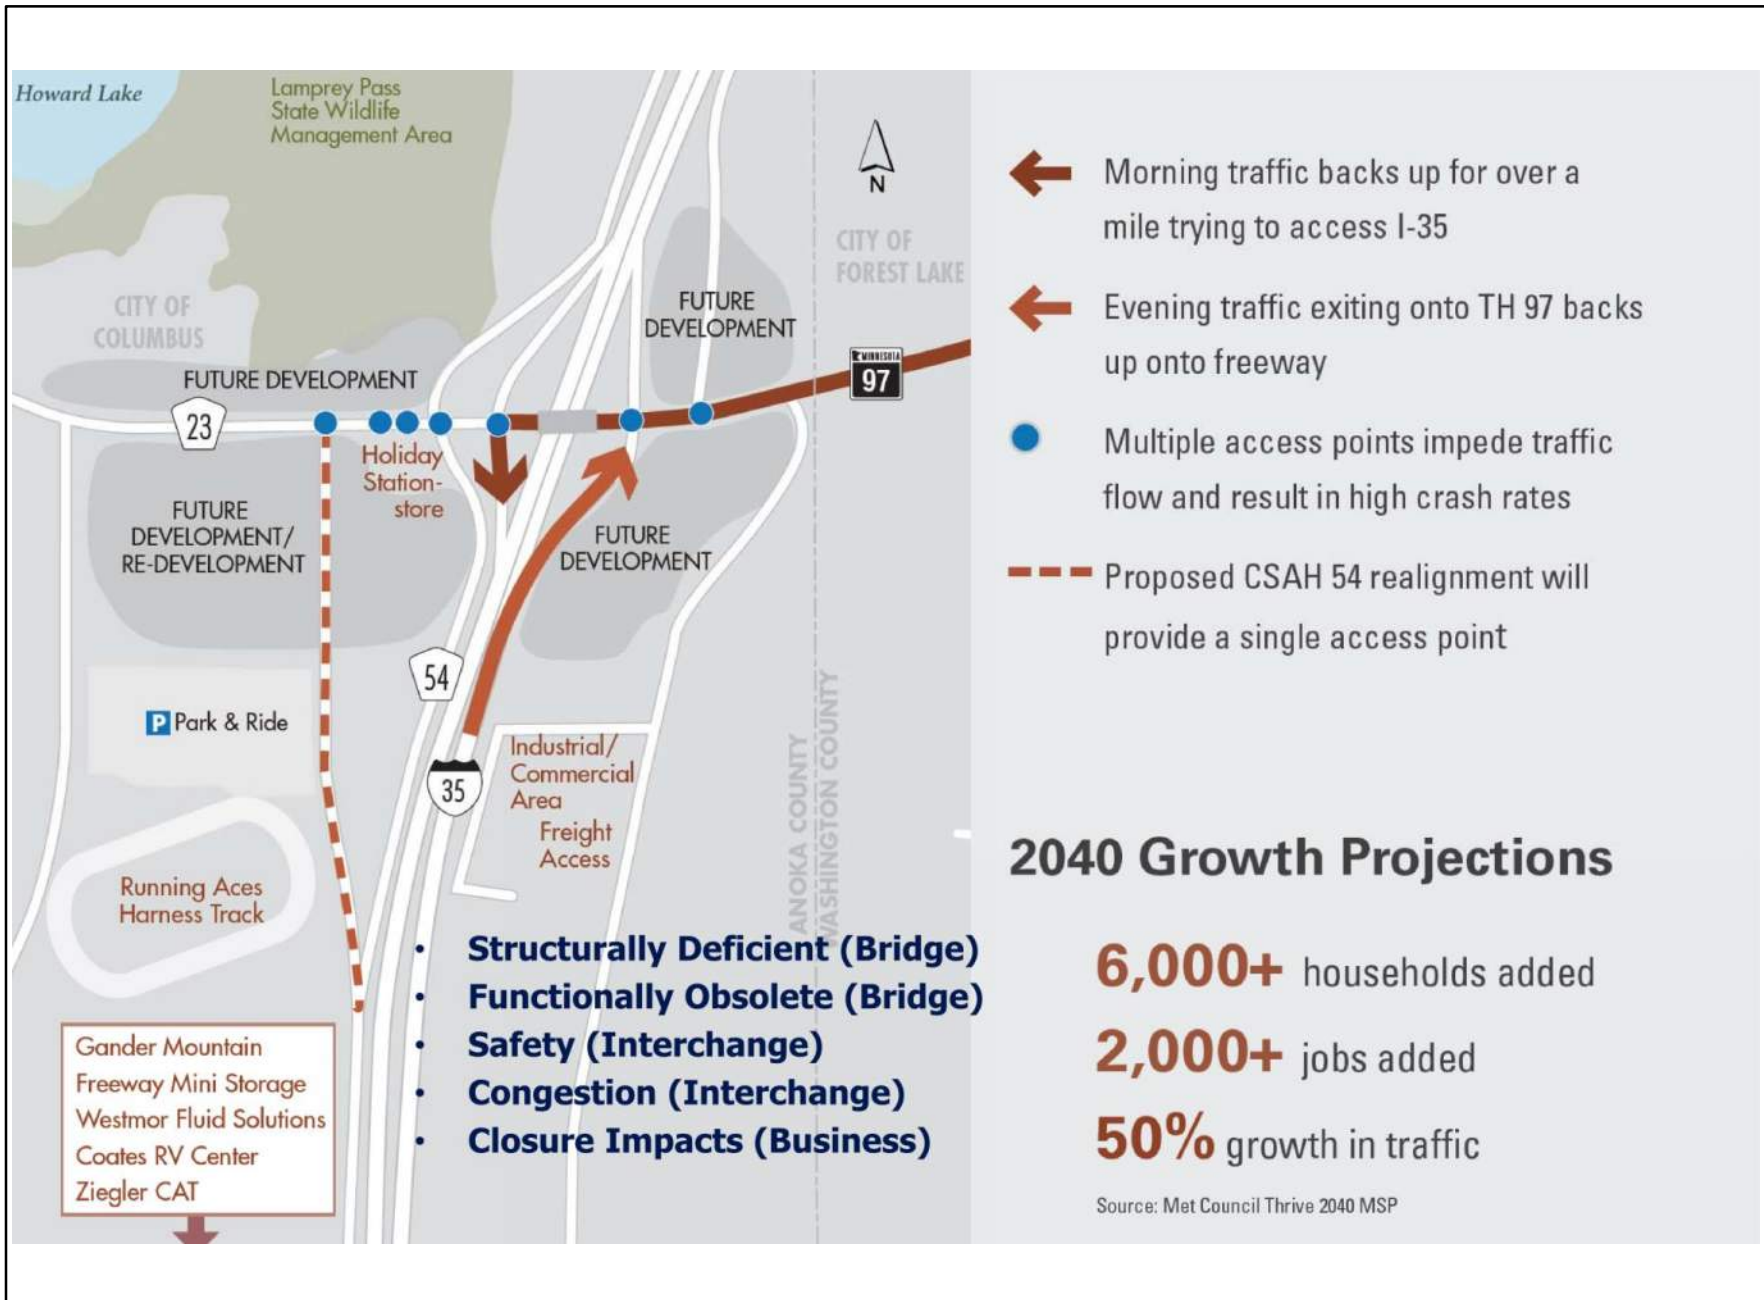 Howard Lake
Lamprey Pass
State Wildlife
Management Area
N
CITY OF
FOREST LAKE
CITY OF
COLUMBUS
FUTURE
DEVELOPMENT
FUTURE DEVELOPMENT
MINNESOTA
97
23
Holiday
Station-
store
FUTURE
DEVELOPMENT/
RE-DEVELOPMENT
FUTURE
DEVELOPMENT
54
P Park & Ride
35
Industrial/
Commercial
Area
Freight
Access
ANOKA COUNTY
WASHINGTON COUNTY
Running Aces
Harness Track
Gander Mountain
Freeway Mini Storage
Westmor Fluid Solutions
Coates RV Center
Ziegler CAT
• Structurally Deficient (Bridge)
• Functionally Obsolete (Bridge)
• Safety (Interchange)
• Congestion (Interchange)
• Closure Impacts (Business)
Morning traffic backs up for over a
mile trying to access I-35
Evening traffic exiting onto TH 97 backs
up onto freeway
Multiple access points impede traffic
flow and result in high crash rates
Proposed CSAH 54 realignment will
provide a single access point
2040 Growth Projections
6,000+ households added
2,000+ jobs added
50% growth in traffic
Source: Met Council Thrive 2040 MSP